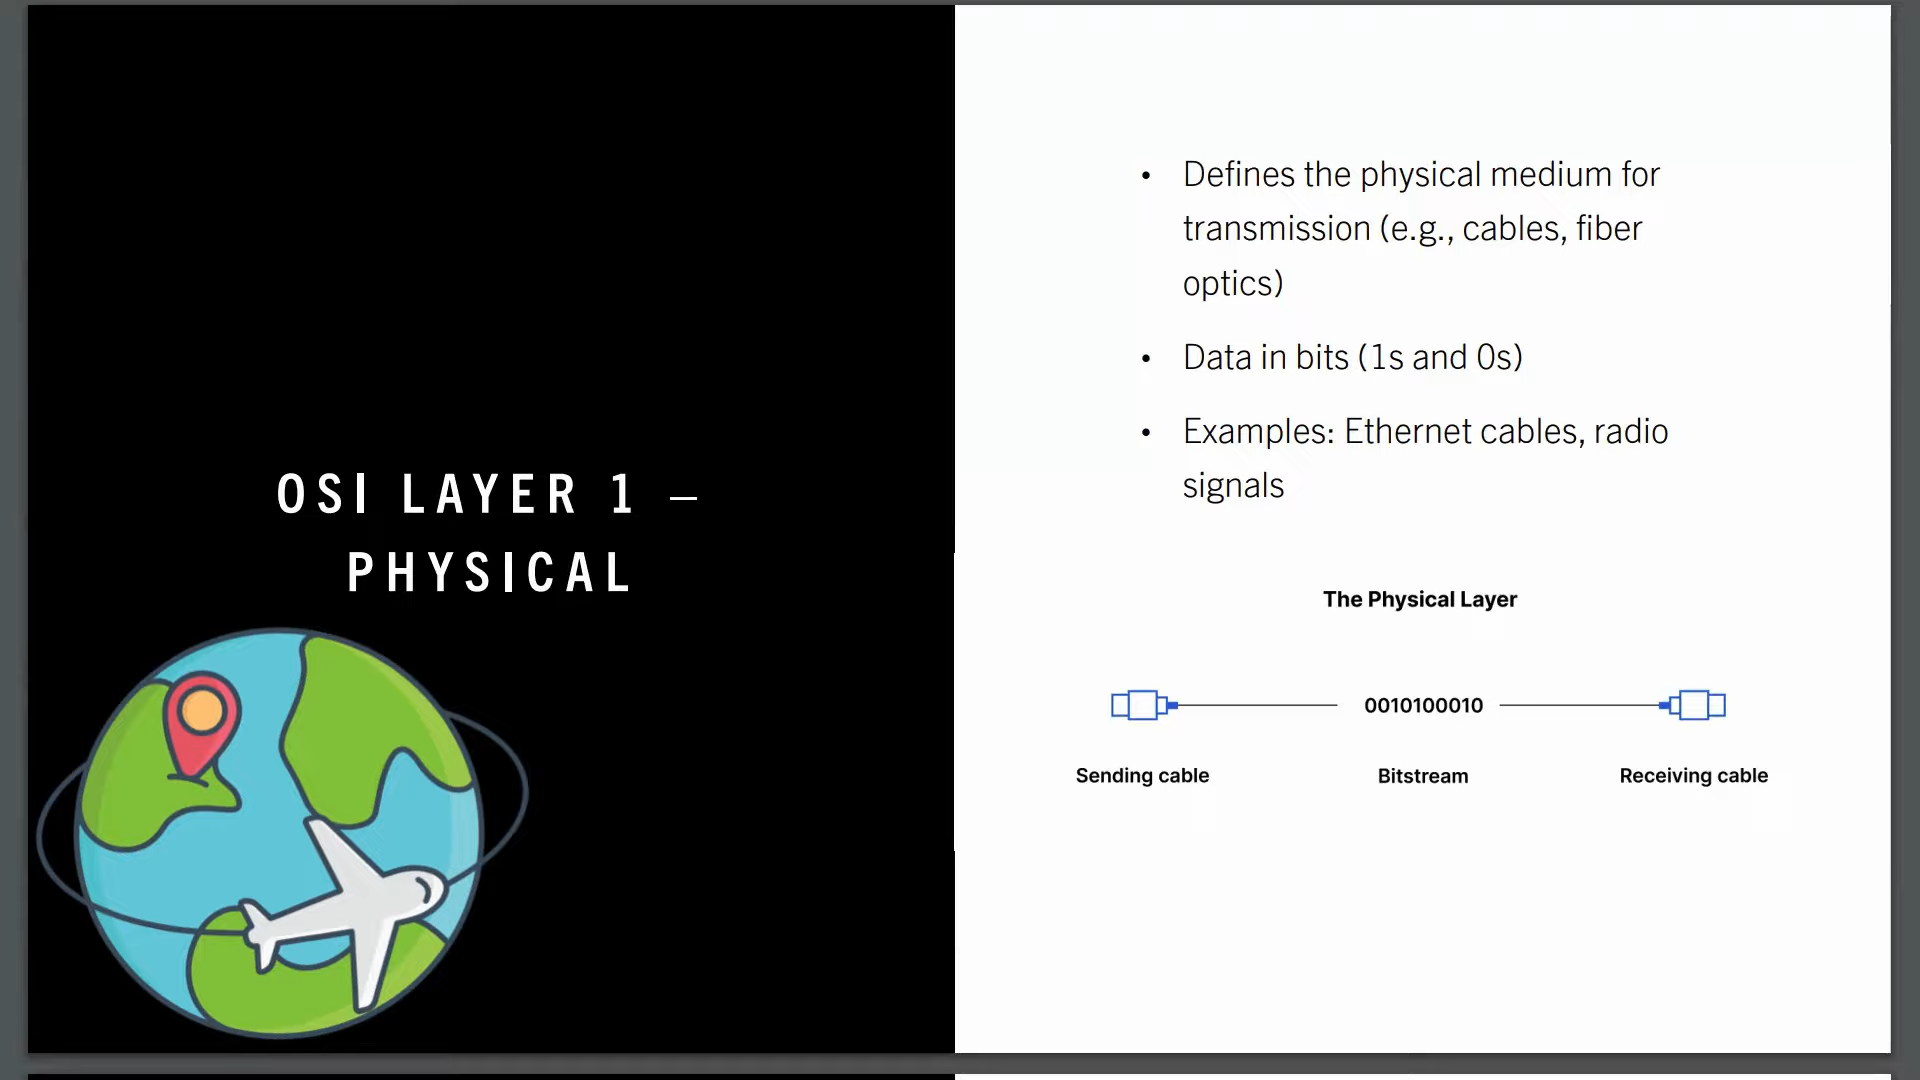 OSI LAYER 1 –
PHYSICAL
• Defines the physical medium for
transmission (e.g., cables, fiber
optics)
• Data in bits (1s and 0s)
• Examples: Ethernet cables, radio
signals
The Physical Layer
0010100010
Sending cable
Bitstream
Receiving cable